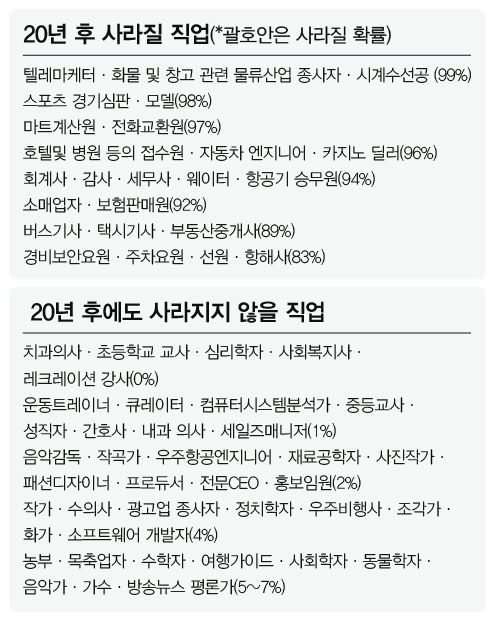 20년 후 사라질 직업(*괄호안은 사라질 확률)
텔레마케터 · 화물 및 창고 관련 물류산업 종사자 · 시계수선공 (99%)
스포츠 경기심판 · 모델(98%)
마트계산원 · 전화교환원(97%)
호텔및 병원 등의 접수원 · 자동차 엔지니어 · 카지노 딜러(96%)
회계사 · 감사 · 세무사 · 웨이터 · 항공기 승무원(94%)
소매업자 · 보험판매원(92%)
버스기사 · 택시기사 · 부동산중개사(89%)
경비보안요원 · 주차요원 · 선원 · 항해사(83%)
20년 후에도 사라지지 않을 직업
치과의사 · 초등학교 교사 · 심리학자 · 사회복지사 ·
레크레이션 강사(0%)
운동트레이너 · 큐레이터 · 컴퓨터시스템분석가 · 중등교사 ·
성직자 · 간호사 · 내과 의사 · 세일즈매니저(1%)
음악감독 · 작곡가 · 우주항공엔지니어 · 재료공학자 · 사진작가 ·
패션디자이너 · 프로듀서 · 전문CEO · 홍보임원(2%)
작가 · 수의사 · 광고업 종사자 · 정치학자 · 우주비행사 · 조각가 ·
화가 · 소프트웨어 개발자(4%)
농부 · 목축업자 · 수학자 · 여행가이드 · 사회학자 · 동물학자 ·
음악가 · 가수 · 방송뉴스 평론가(5~7%)